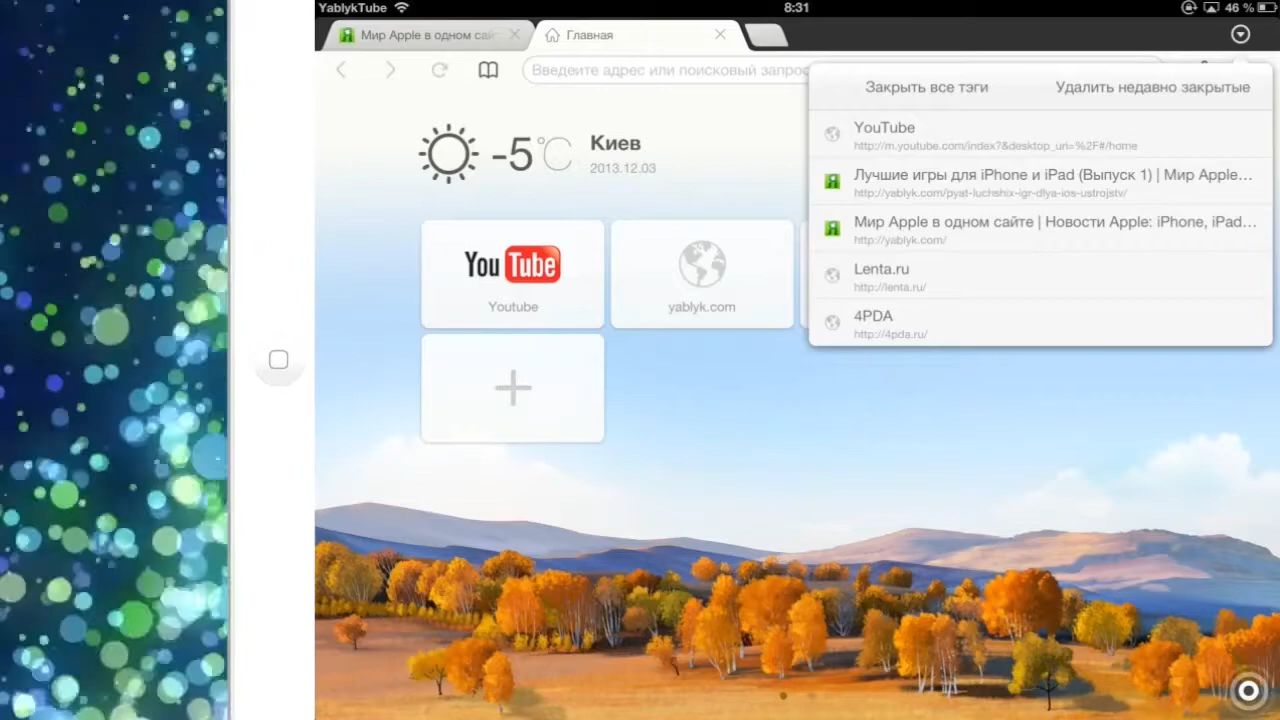 YablykTube
8:31
46 %
Мир Apple в одном сай
Главная
Введите адрес или поисковый запрос
Закрыть все тэги
Удалить недавно закрытые
YouTube
http://m.youtube.com/index?&desktop_uri=%2F#/home
Лучшие игры для iPhone и iPad (Выпуск 1) | Мир Apple...
http://yablyk.com/pyat-luchshix-igr-dlya-ios-ustrojstv/
Мир Apple в одном сайте | Новости Apple: iPhone, iPad...
http://yablyk.com/
Lenta.ru
http://lenta.ru/
4PDA
http://4pda.ru/
-5°C
Киев
2013.12.03
YouTube
Youtube
yablyk.com